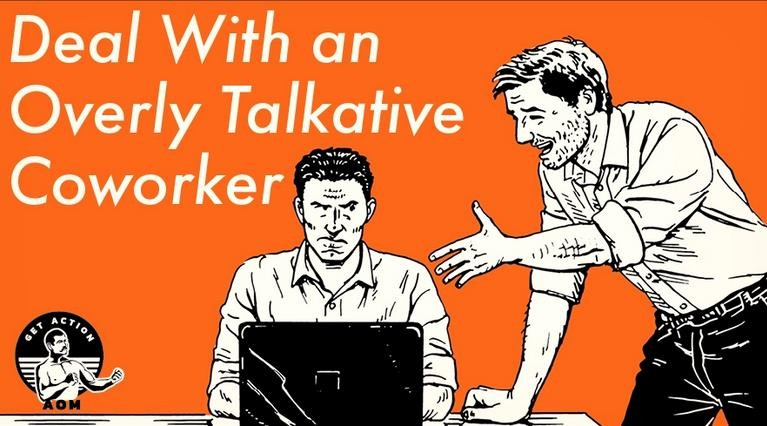 Deal With an
Overly Talkative
Coworker
GET ACTION
AOM